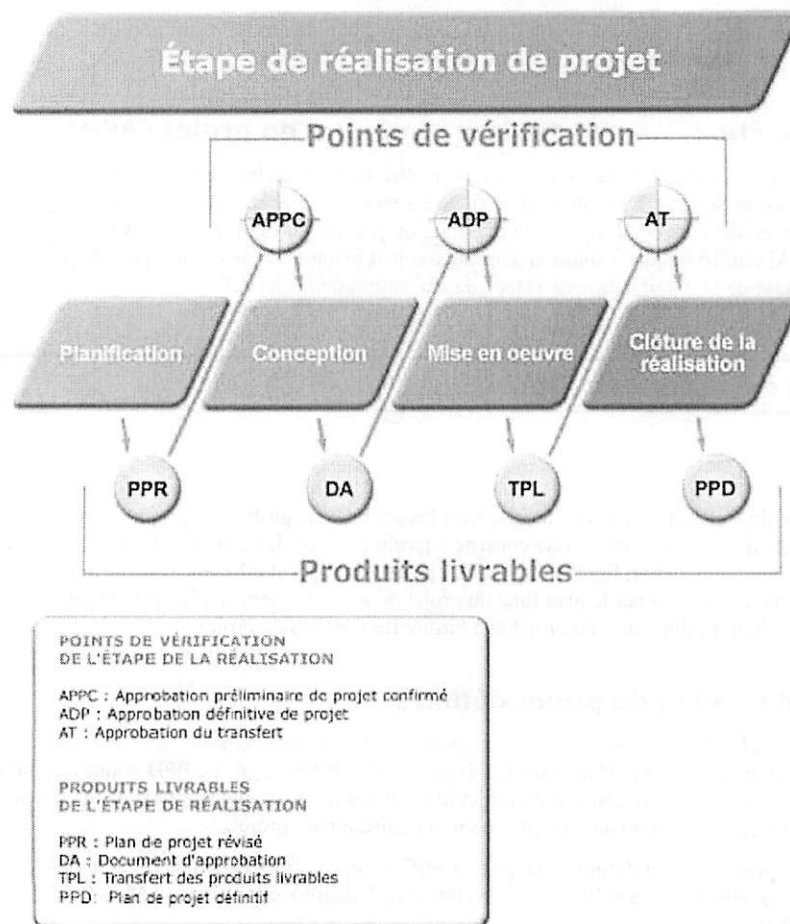 Étape de réalisation de projet
Points de vérification
APPC
ADP
AT
Planification
Conception
Mise en oeuvre
Clôture de la
réalisation
PPR
DA
TPL
PPD
Produits livrables
POINTS DE VÉRIFICATION
DE L'ÉTAPE DE LA RÉALISATION
APPC : Approbation préliminaire de projet confirmé
ADP : Approbation définitive de projet
AT : Approbation du transfert
PRODUITS LIVRABLES
DE L'ÉTAPE DE RÉALISATION
PPR : Plan de projet révisé
DA : Document d'approbation
TPL : Transfert des produits livrables
PPD: Plan de projet définitif